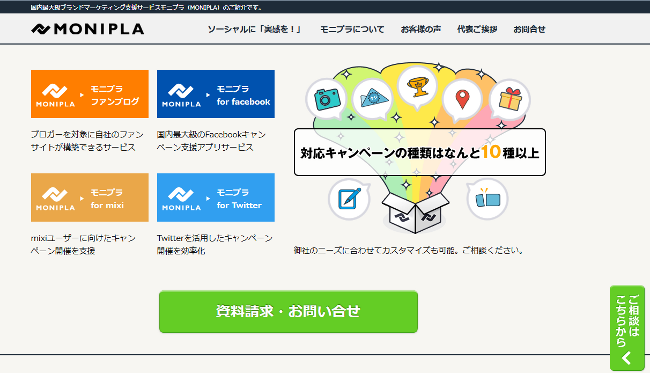 国内最大級ブランドマーケティング支援サービスモニプラ（MONIPLA）のご紹介です。
MONIPLA ソーシャルに「実感を！」 モニプラについて お客様の声 代表ご挨拶 お問合せ
MONIPLA モニプラ
ファンブログ
MONIPLA モニプラ
for facebook
ブロガーを対象に自社のファン
サイトが構築できるサービス
国内最大級のFacebookキャン
ペーン支援アプリサービス
MONIPLA モニプラ
for mixi
MONIPLA モニプラ
for Twitter
mixiユーザーに向けたキャン
ペーン開催を支援
Twitterを活用したキャンペーン
開催を効率化
対応キャンペーンの種類はなんと10種以上
御社のニーズに合わせてカスタマイズも可能。ご相談ください。
資料請求・お問い合せ
ご相談は
こちらから